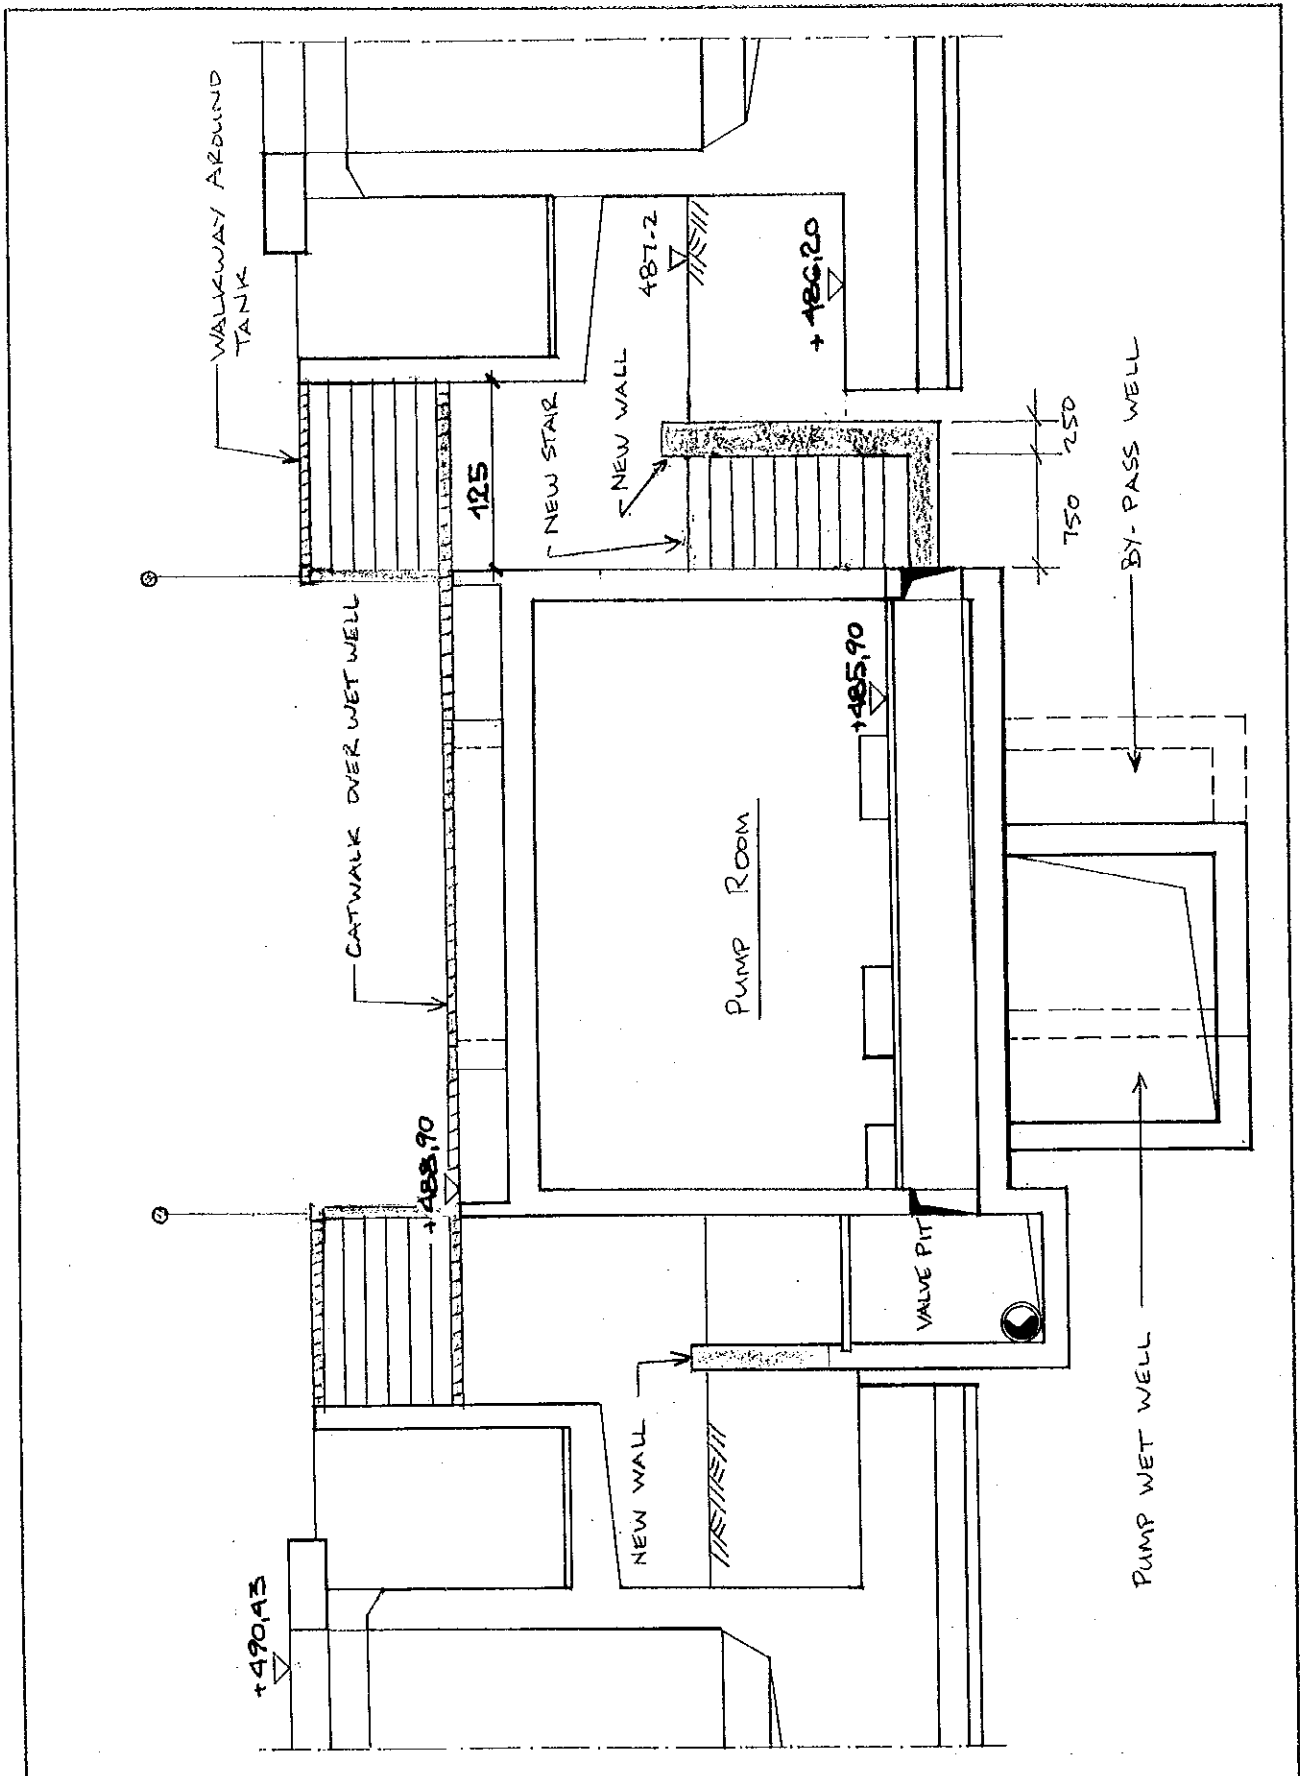 WALKWAY AROUND
TANK
CATWALK OVER WET WELL
+490,43
+488,90
125
NEW STAIR
NEW WALL
487-2
+486,20
NEW WALL
PUMP ROOM
+485,90
VALVE PIT
750
250
PUMP WET WELL
BY-PASS WELL